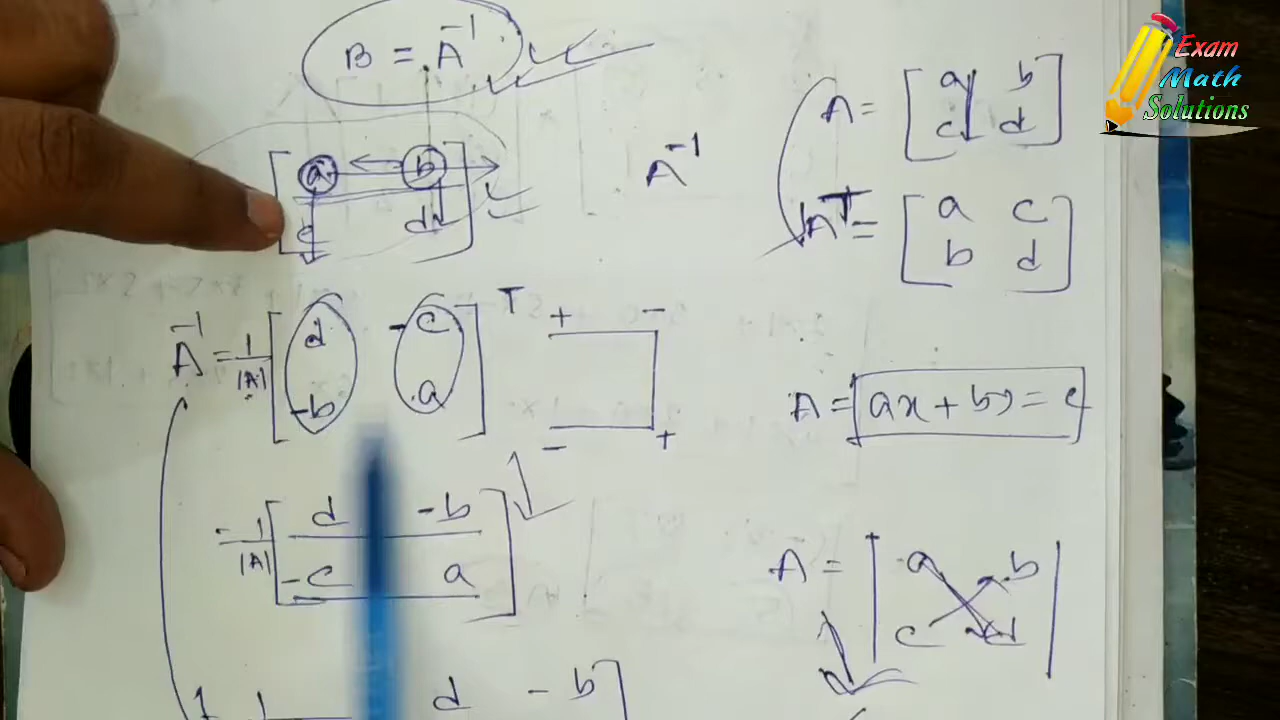 B = A⁻¹
[ a b
c d ]
A⁻¹ = 1/|A| [ d -c
-b a ]ᵀ
+ -
- +
= 1/|A| [ d -b
-c a ]
d - b
A⁻¹
A = [ a b
c d ]
Aᵀ = [ a c
b d ]
A = ax + by = c
A = | a b
c d |
Exam
Math
Solutions